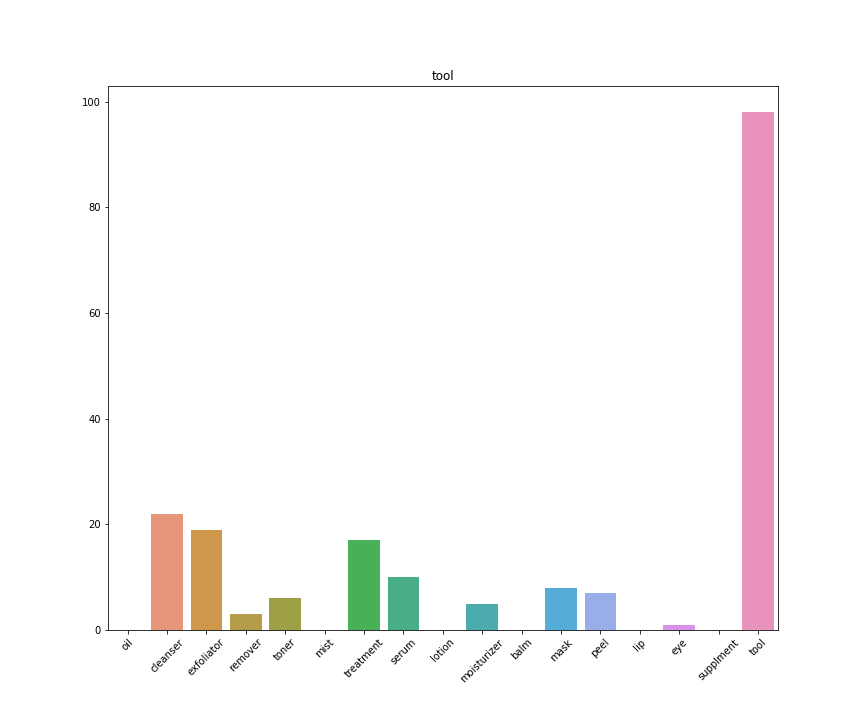 tool
100
80
60
40
20
0
oil
cleanser
exfoliator
remover
toner
mist
treatment
serum
lotion
moisturizer
balm
mask
peel
lip
eye
supplment
tool